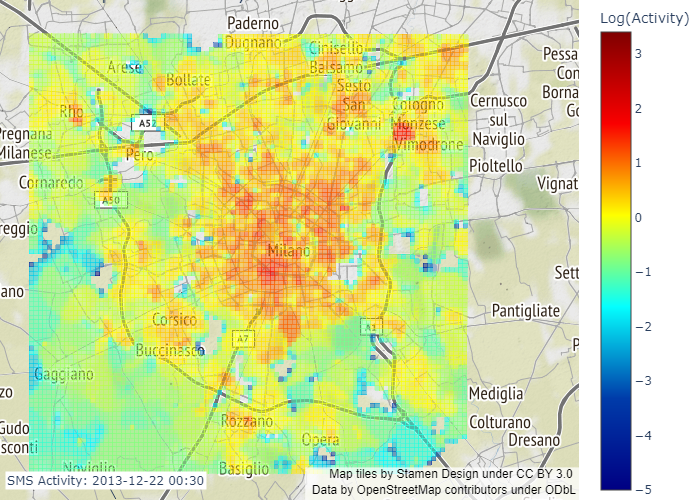 Log(Activity)
Paderno
Dugnano
Cinisello
Balsamo
Arese
Bollate
Sesto
San
Giovanni
Cologno
Monzese
Vimodrone
Cernusco
sul
Naviglio
Pessa
Con
Borna
Go
Rho
A52
Pero
Pregnana
Milanese
Cornaredo
A50
Pioltello
Vignat
reggio
Milano
Sett
ano
Pantigliate
Corsico
Buccinasco
A7
A1
P
Gaggiano
zo
Mediglia
Rozzano
Colturano
Gudo
sconti
Opera
Dresano
Noviglio
Basiglio
3
2
1
0
−1
−2
−3
−4
−5
SMS Activity: 2013-12-22 00:30
Map tiles by Stamen Design under CC BY 3.0
Data by OpenStreetMap contributors under ODbL